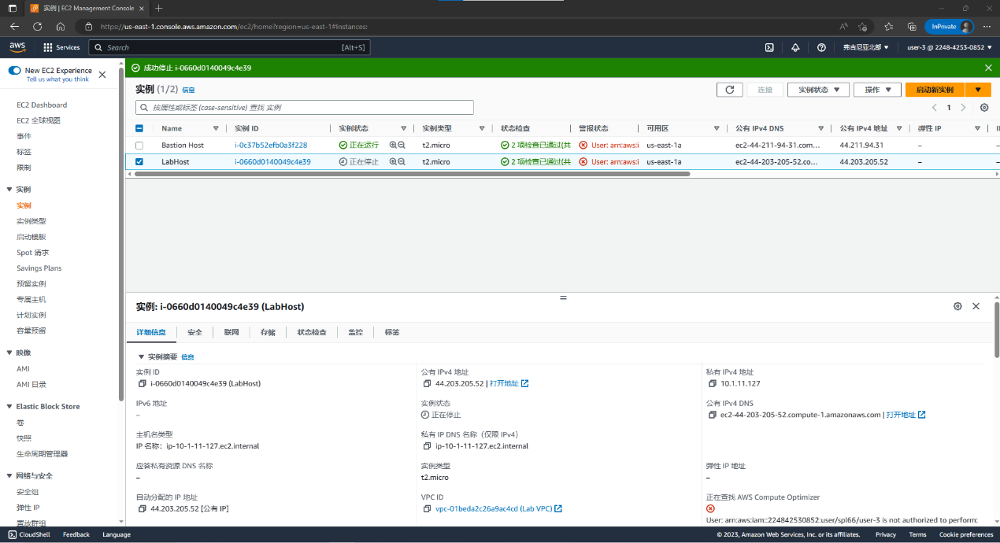 实例 | EC2 Management Console
https://us-east-1.console.aws.amazon.com/ec2/home?region=us-east-1#Instances:
InPrivate
aws Services Search [Alt+S] 弗吉尼亚北部 user-3 @ 2248-4253-0852
New EC2 Experience
Tell us what you think
EC2 Dashboard
EC2 全球视图
事件
标签
限制
实例
实例
实例类型
启动模板
Spot 请求
Savings Plans
预留实例
专属主机
计划实例
容量预留
映像
AMI
AMI 目录
Elastic Block Store
卷
快照
生命周期管理器
网络与安全
安全组
弹性 IP
置放群组
成功停止 i-0660d0140049c4e39
实例 (1/2) 信息
连接 实例状态 操作 启动新实例
按属性或标签 (case-sensitive) 查找 实例
1
Name 实例 ID 实例状态 实例类型 状态检查 警报状态 可用区 公有 IPv4 DNS 公有 IPv4 地址 弹性 IP
Bastion Host i-0c37b52efb0a3f228 正在运行 t2.micro 2 项检查已通过(共 User: arn:aws:i us-east-1a ec2-44-211-94-31.com... 44.211.94.31 –
LabHost i-0660d0140049c4e39 正在停止 t2.micro 2 项检查已通过(共 User: arn:aws:i us-east-1a ec2-44-203-205-52.co... 44.203.205.52 –
实例: i-0660d0140049c4e39 (LabHost)
详细信息 安全 联网 存储 状态检查 监控 标签
实例摘要 信息
实例 ID
i-0660d0140049c4e39 (LabHost)
公有 IPv4 地址
44.203.205.52 | 打开地址
私有 IPv4 地址
10.1.11.127
IPv6 地址
–
实例状态
正在停止
公有 IPv4 DNS
ec2-44-203-205-52.compute-1.amazonaws.com | 打开地址
主机名类型
IP 名称: ip-10-1-11-127.ec2.internal
私有 IP DNS 名称（仅限 IPv4）
ip-10-1-11-127.ec2.internal
应答私有资源 DNS 名称
–
实例类型
t2.micro
弹性 IP 地址
–
自动分配的 IP 地址
44.203.205.52 [公有 IP]
VPC ID
vpc-01beda2c26a9ac4cd (Lab VPC)
正在查找 AWS Compute Optimizer
User: arn:aws:iam::224842530852:user/spl66/user-3 is not authorized to perform:
CloudShell Feedback Language © 2023, Amazon Web Services, Inc. or its affiliates. Privacy Terms Cookie preferences